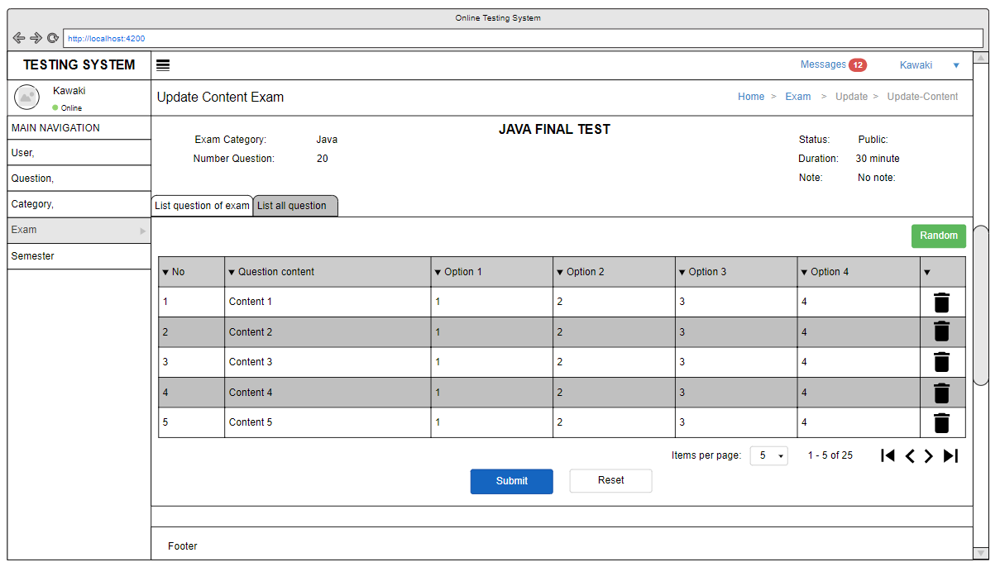 Online Testing System
http://localhost:4200
TESTING SYSTEM
Messages 12 Kawaki
Kawaki
Online
Update Content Exam
Home > Exam > Update > Update-Content
MAIN NAVIGATION
User,
Question,
Category,
Exam
Semester
JAVA FINAL TEST
Exam Category: Java
Number Question: 20
Status: Public:
Duration: 30 minute
Note: No note:
List question of exam List all question
Random
No Question content Option 1 Option 2 Option 3 Option 4
1 Content 1 1 2 3 4
2 Content 2 1 2 3 4
3 Content 3 1 2 3 4
4 Content 4 1 2 3 4
5 Content 5 1 2 3 4
Items per page: 5 1 - 5 of 25
Submit Reset
Footer